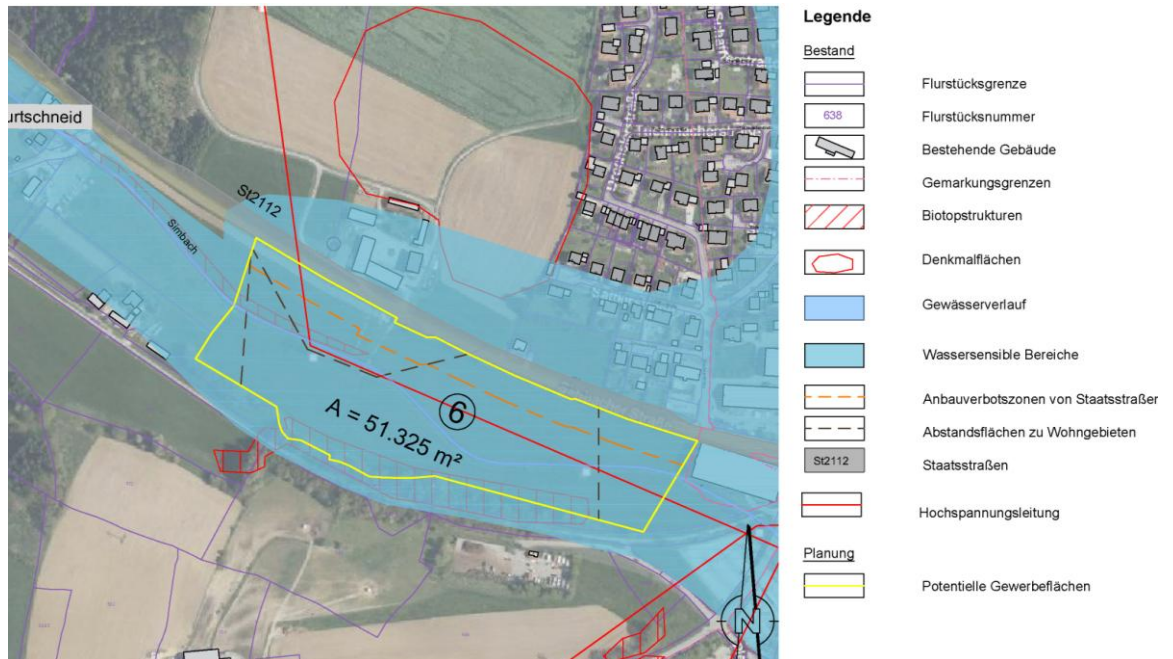 urtschneid
St2112
Simbach
6
A = 51.325 m²
N
Legende
Bestand
Flurstücksgrenze
638 Flurstücksnummer
Bestehende Gebäude
Gemarkungsgrenzen
Biotopstrukturen
Denkmalflächen
Gewässerverlauf
Wassersensible Bereiche
Anbauverbotszonen von Staatsstraßer
Abstandsflächen zu Wohngebieten
St2112 Staatsstraßen
Hochspannungsleitung
Planung
Potentielle Gewerbeflächen